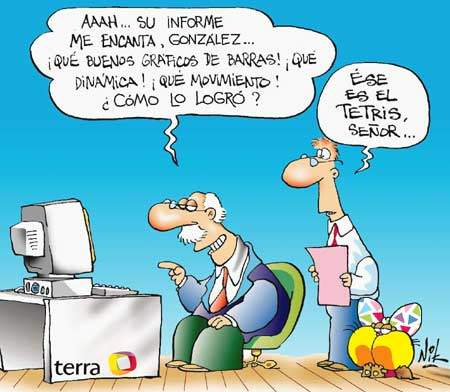 AAAH... SU INFORME
ME ENCANTA, GONZÁLEZ...
¡QUÉ BUENOS GRÁFICOS DE BARRAS! ¡QUÉ
DINÁMICA! ¡QUÉ MOVIMIENTO!
¿CÓMO LO LOGRÓ?
ÉSE
ES EL
TETRIS,
SEÑOR...
terra
Nik